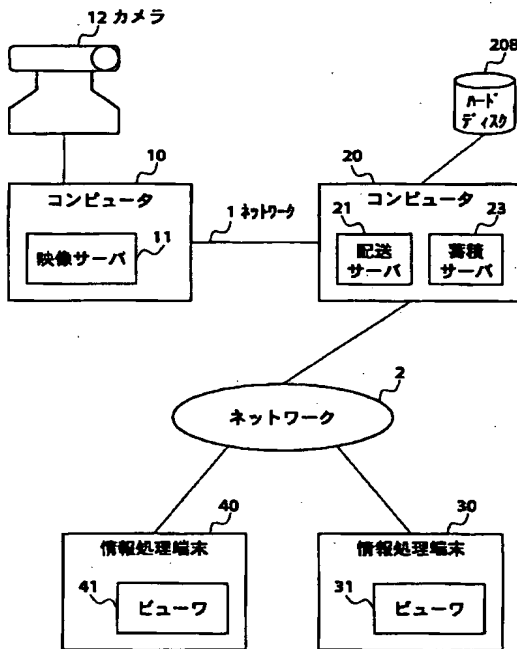 12 カメラ
208
ハード
ディスク
10
コンピュータ
11
映像サーバ
1 ネットワーク
20
コンピュータ
21
配送
サーバ
23
蓄積
サーバ
2
ネットワーク
40
情報処理端末
41
ビューワ
30
情報処理端末
31
ビューワ